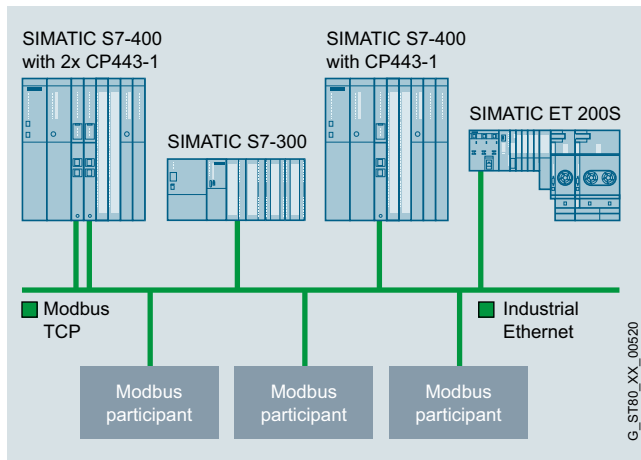 SIMATIC S7-400
with 2x CP443-1
SIMATIC S7-300
SIMATIC S7-400
with CP443-1
SIMATIC ET 200S
Modbus
TCP
Industrial
Ethernet
Modbus
participant
Modbus
participant
Modbus
participant
G_ST80_XX_00520